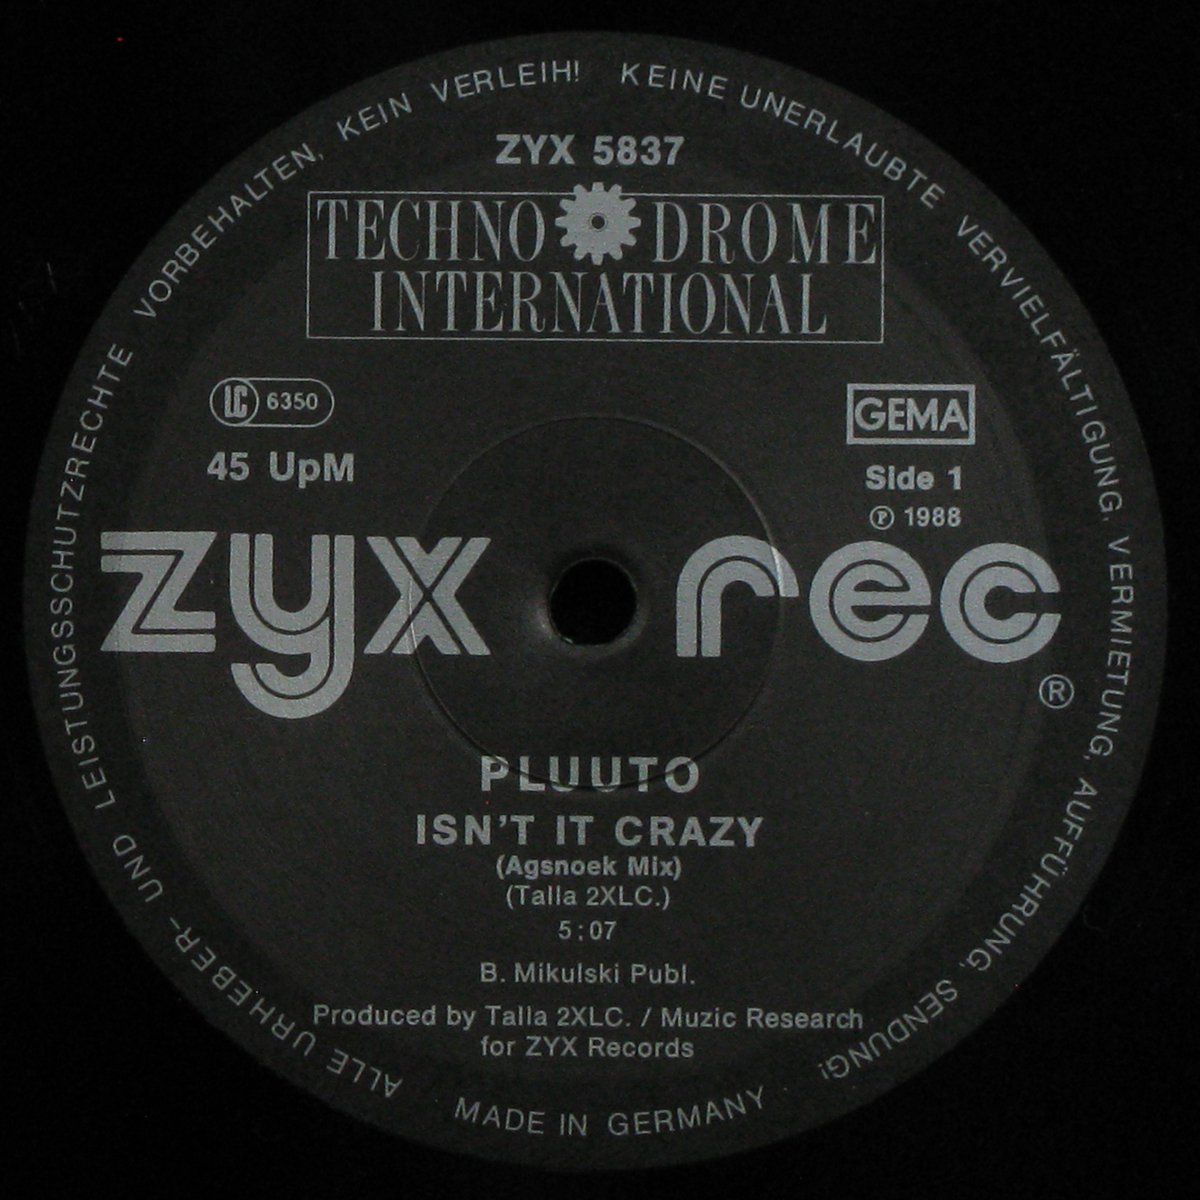 ALLE URHEBER- UND LEISTUNGSSCHUTZRECHTE VORBEHALTEN, KEIN VERLEIH! KEINE UNERLAUBTE VERVIELFÄLTIGUNG, VERMIETUNG, AUFFÜHRUNG, SENDUNG!
ZYX 5837
TECHNO DROME
INTERNATIONAL
LC 6350
GEMA
45 UpM
Side 1
Ⓟ 1988
zyx rec
®
PLUUTO
ISN'T IT CRAZY
(Agsnoek Mix)
(Talla 2XLC.)
5:07
B. Mikulski Publ.
Produced by Talla 2XLC. / Muzic Research
for ZYX Records
MADE IN GERMANY